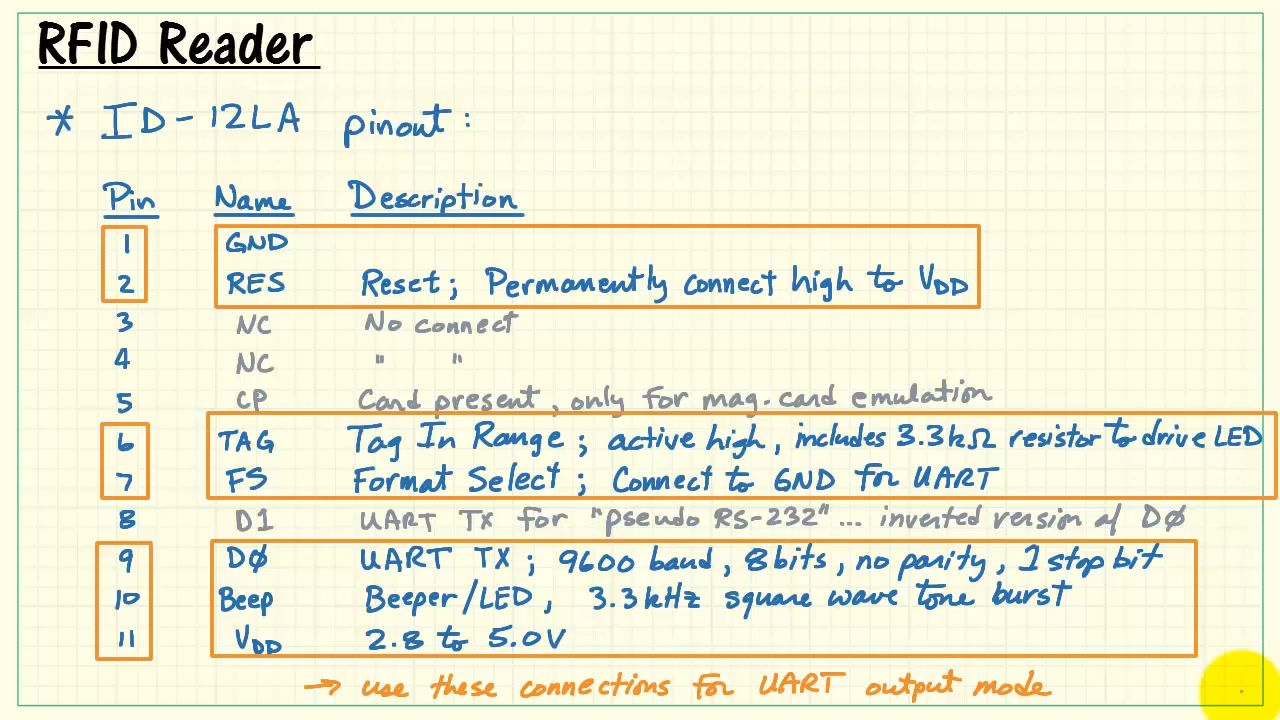 RFID Reader
* ID-12LA pinout:
Pin Name Description
1 GND
2 RES Reset; Permanently connect high to VDD
3 NC No connect
4 NC " "
5 CP Card present, only for mag. card emulation
6 TAG Tag In Range; active high, includes 3.3kΩ resistor to drive LED
7 FS Format Select; Connect to GND for UART
8 D1 UART TX for "pseudo RS-232"... inverted version of DØ
9 DØ UART TX; 9600 baud, 8 bits, no parity, 1 stop bit
10 Beep Beeper/LED, 3.3 kHz square wave tone burst
11 VDD 2.8 to 5.0V
→ use these connections for UART output mode